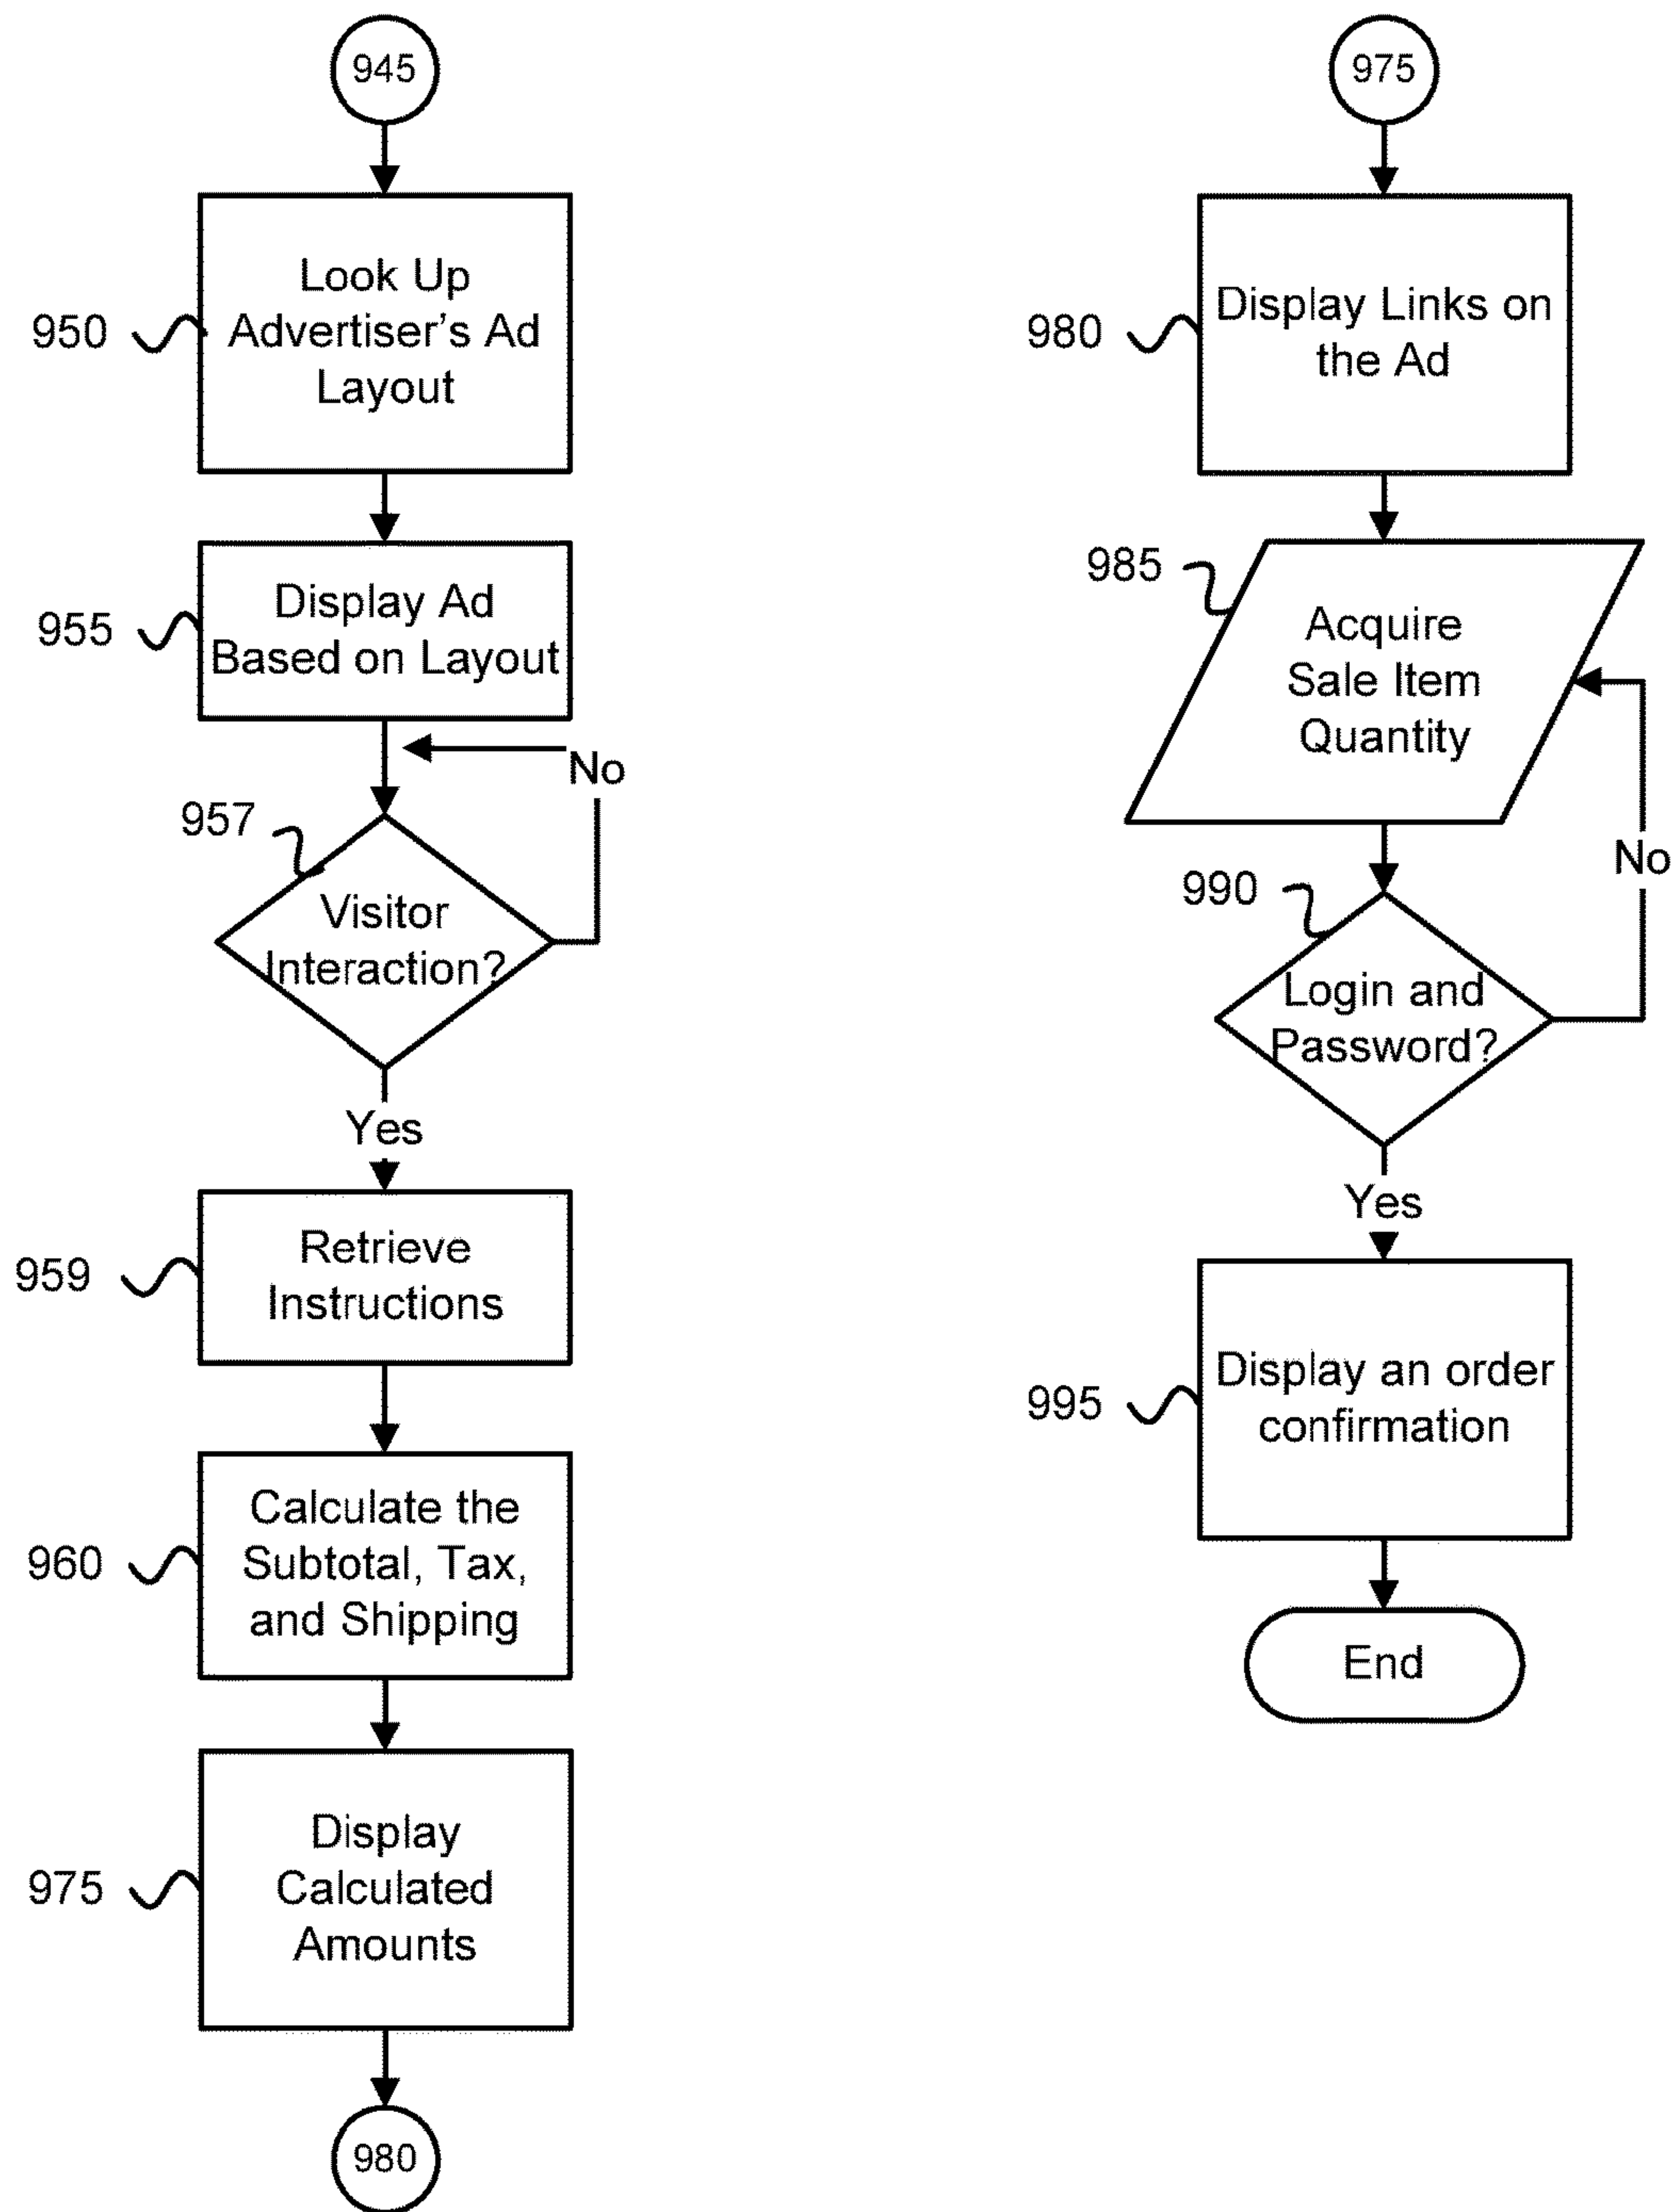 945
950
Look Up
Advertiser's Ad
Layout
955
Display Ad
Based on Layout
No
957
Visitor
Interaction?
Yes
959
Retrieve
Instructions
960
Calculate the
Subtotal, Tax,
and Shipping
975
Display
Calculated
Amounts
980
975
980
Display Links on
the Ad
985
Acquire
Sale Item
Quantity
No
990
Login and
Password?
Yes
995
Display an order
confirmation
End